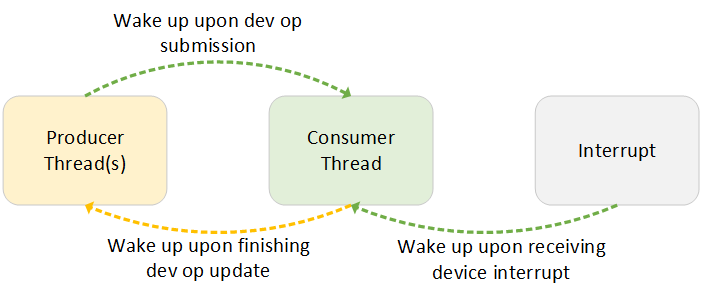 Wake up upon dev op
submission
Producer
Thread(s)
Consumer
Thread
Interrupt
Wake up upon finishing
dev op update
Wake up upon receiving
device interrupt